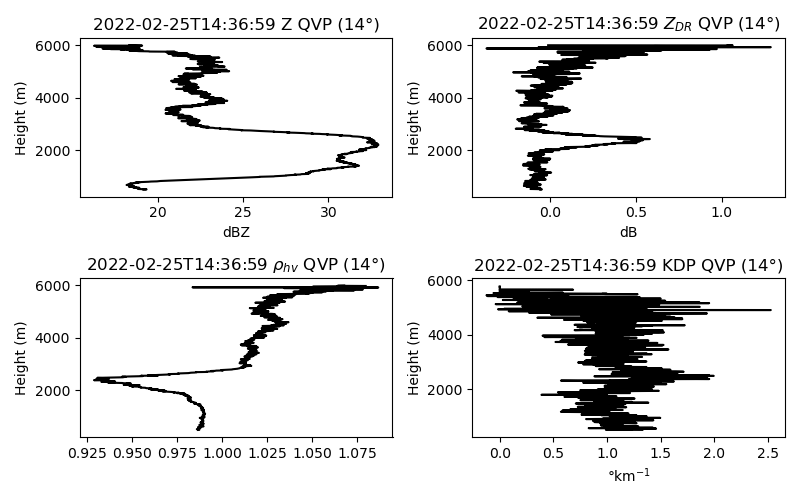 2022-02-25T14:36:59 Z QVP (14°)
Height (m)
6000
4000
2000
20
25
30
dBZ
2022-02-25T14:36:59 Z_DR QVP (14°)
Height (m)
6000
4000
2000
0.0
0.5
1.0
dB
2022-02-25T14:36:59 ρ_hv QVP (14°)
Height (m)
6000
4000
2000
0.925 0.950 0.975 1.000 1.025 1.050 1.075
2022-02-25T14:36:59 KDP QVP (14°)
Height (m)
6000
4000
2000
0.0
0.5
1.0
1.5
2.0
2.5
°km⁻¹